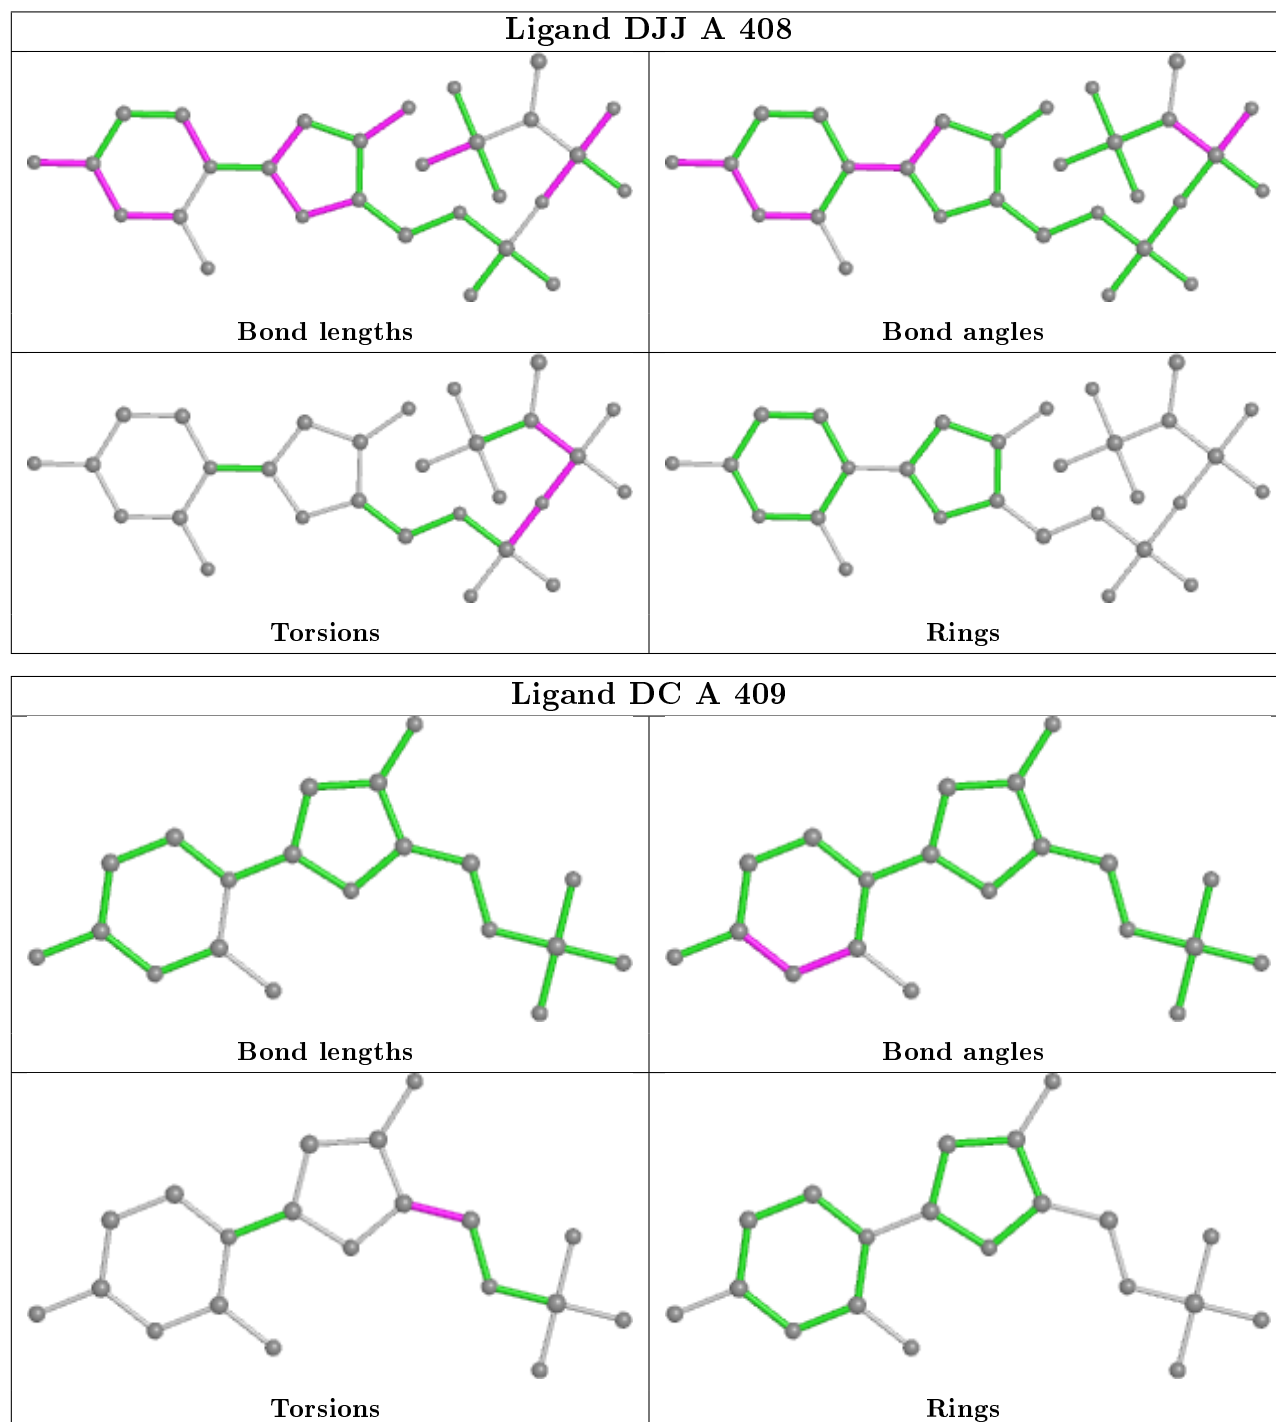 Ligand DJJ A 408
Bond lengths
Bond angles
Torsions
Rings
Ligand DC A 409
Bond lengths
Bond angles
Torsions
Rings